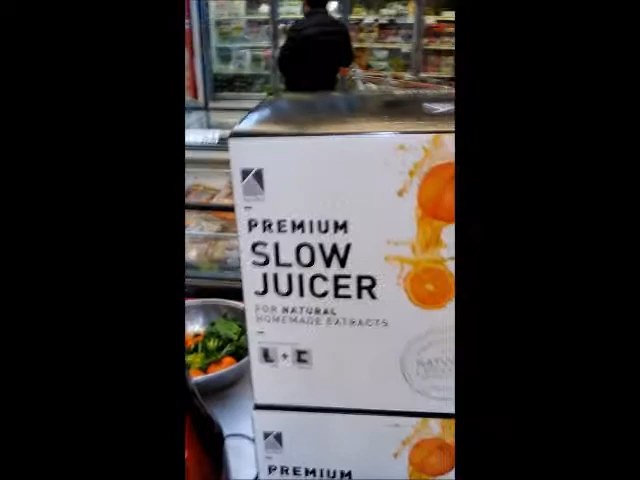 PREMIUM
SLOW
JUICER
FOR NATURAL
HOMEMADE EXTRACTS
PREMIUM